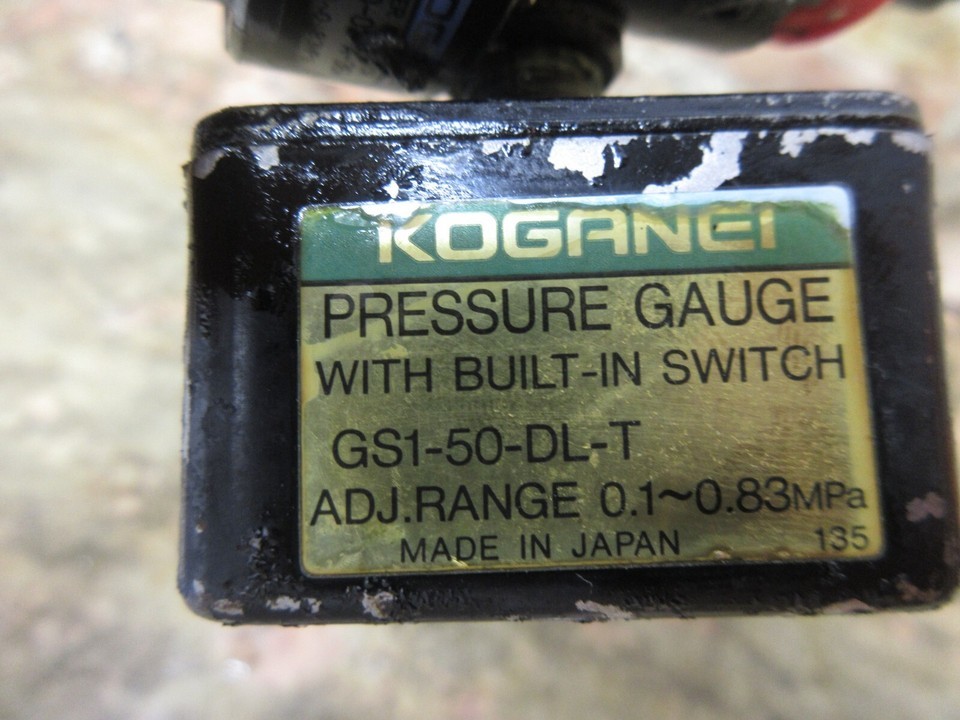 KOGANEI
PRESSURE GAUGE
WITH BUILT-IN SWITCH
GS1-50-DL-T
ADJ.RANGE 0.1~0.83MPa
MADE IN JAPAN 135